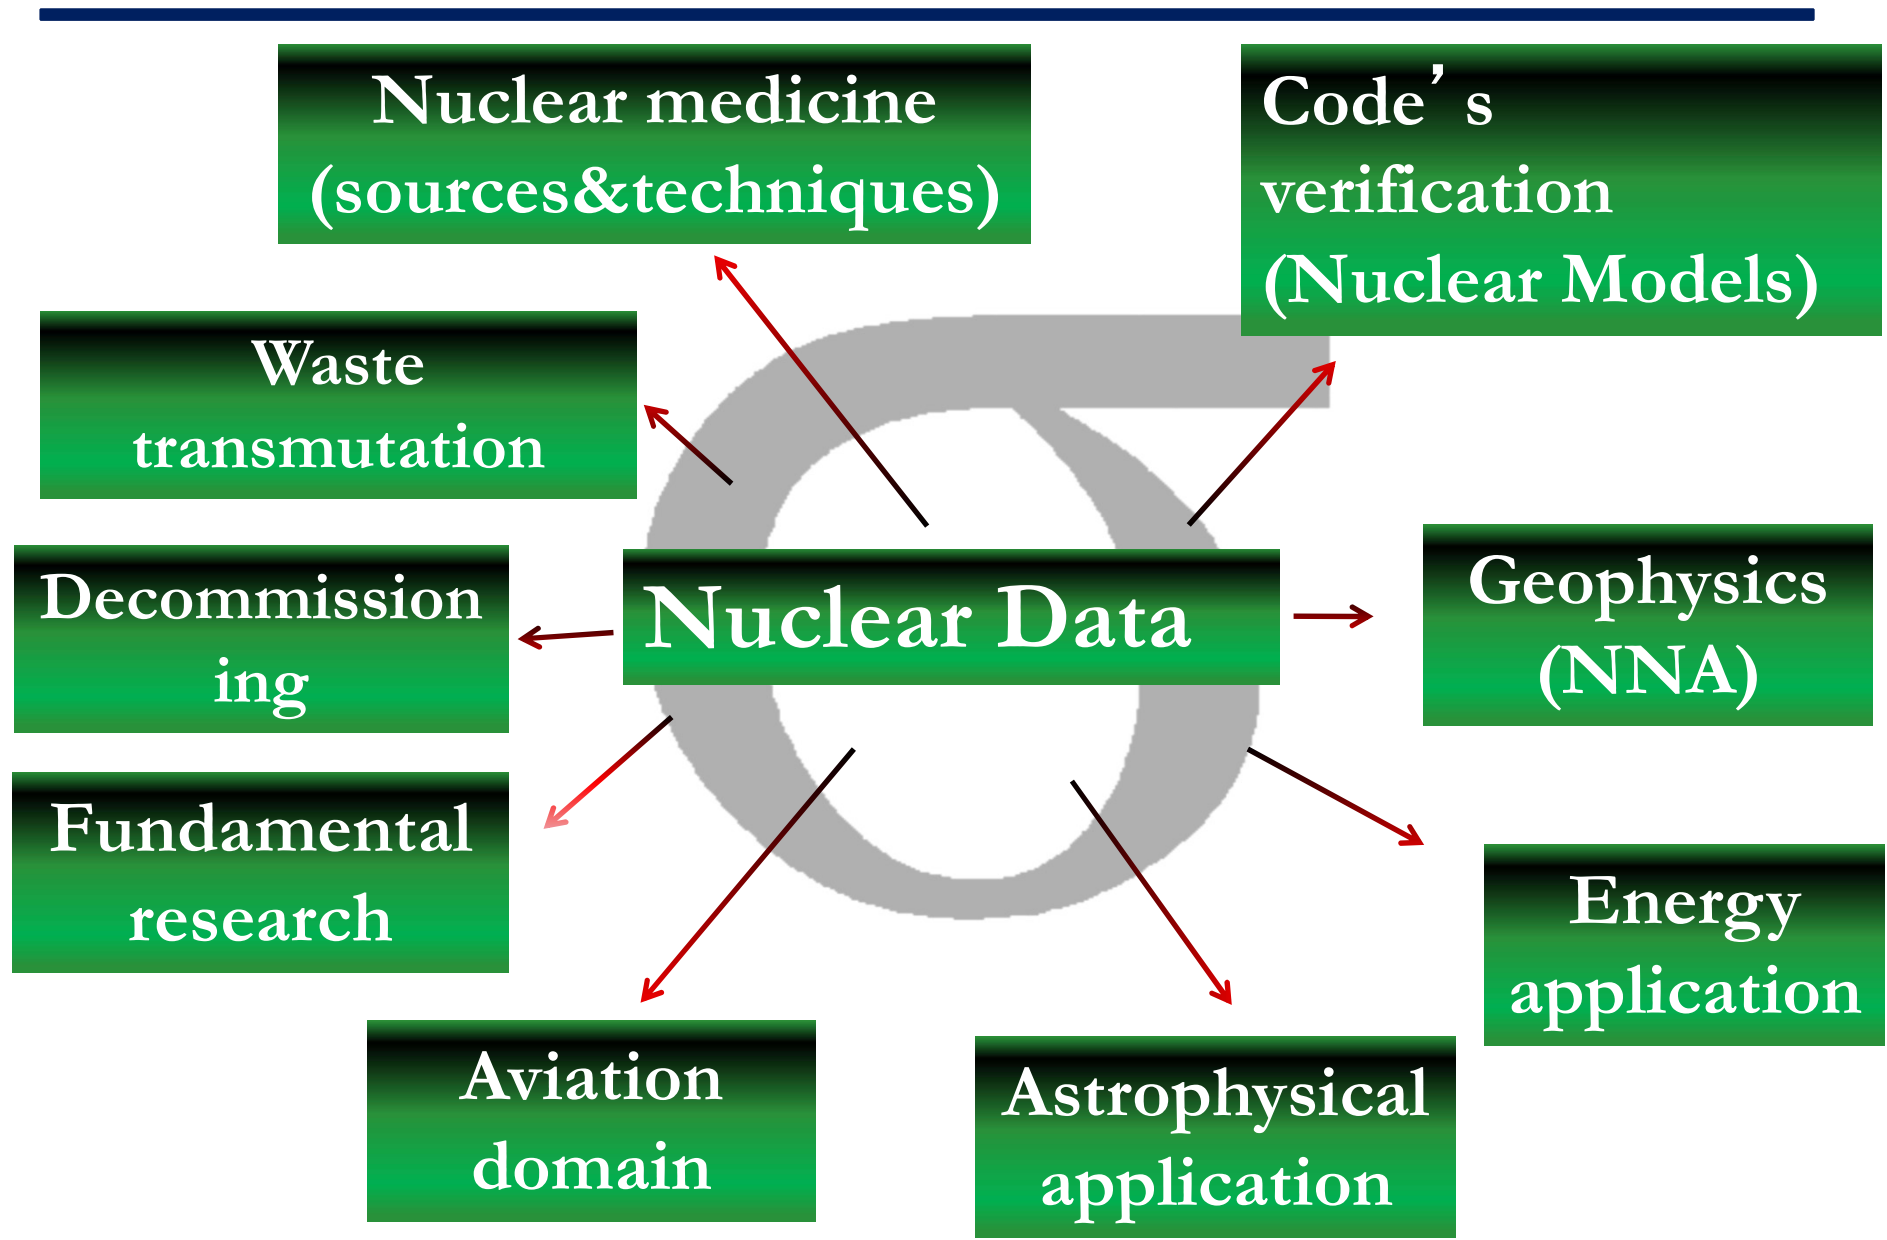 Nuclear medicine
(sources&techniques)
Code’s
verification
(Nuclear Models)
Waste
transmutation
Decommission
ing
Nuclear Data
Geophysics
(NNA)
Fundamental
research
Energy
application
Aviation
domain
Astrophysical
application
σ